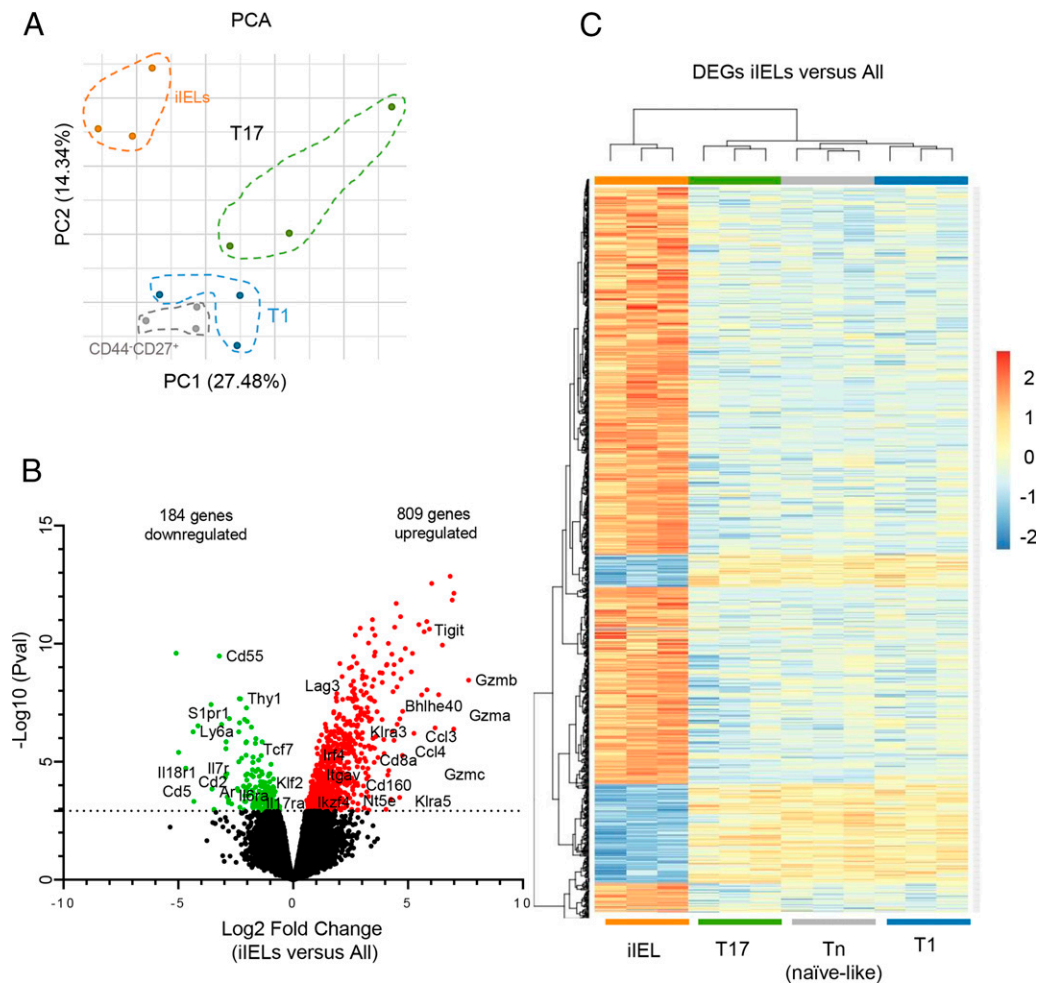 A
PCA
iIELs
T17
T1
CD44-CD27+
PC2 (14.34%)
PC1 (27.48%)
B
184 genes
downregulated
809 genes
upregulated
15
10
5
0
-Log10 (Pval)
Cd55
Tigit
Thy1
Lag3
Gzmb
S1pr1
Bhlhe40
Gzma
Ly6a
Klra3
Ccl3
Tcf7
Irf4
Ccl4
Il18r1
Il7r
Cd8a
Cd5
Cd2
Klf2
Itgav
Cd160
Gzmc
Ar
Il6ra
Il17ra
Ikzf4
Nt5e
Klra5
-10
-5
0
5
10
Log2 Fold Change
(iIELs versus All)
C
DEGs iIELs versus All
2
1
0
-1
-2
iIEL
T17
Tn
(naïve-like)
T1